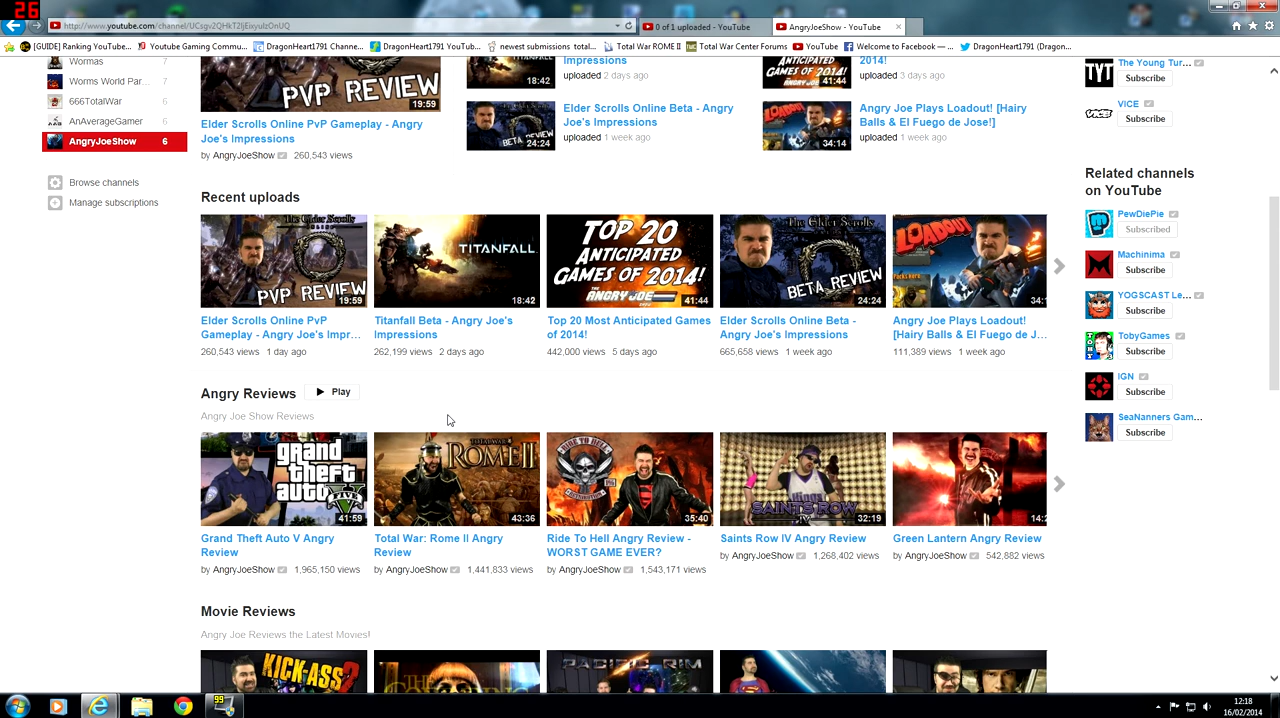 26
http://www.youtube.com/channel/UCsgv2QHkT2ljEixyulzOnUQ
0 of 1 uploaded - YouTube
AngryJoeShow - YouTube
[GUIDE] Ranking YouTube...
Youtube Gaming Commu...
DragonHeart1791 Channe...
DragonHeart1791 YouTub...
newest submissions total...
Total War ROME II
Total War Center Forums
YouTube
Welcome to Facebook — ...
DragonHeart1791 (Dragon...
Wormas 7
Worms World Par... 7
666TotalWar 6
AnAverageGamer 6
AngryJoeShow 6
Browse channels
Manage subscriptions
PVP REVIEW
19:59
Elder Scrolls Online PvP Gameplay - Angry
Joe's Impressions
by AngryJoeShow 260,543 views
18:42
Impressions
uploaded 2 days ago
BETA REVIEW
24:24
Elder Scrolls Online Beta - Angry
Joe's Impressions
uploaded 1 week ago
ANTICIPATED
GAMES OF 2014!
41:44
2014!
uploaded 3 days ago
LOADOUT
34:14
Angry Joe Plays Loadout! [Hairy
Balls & El Fuego de Jose!]
uploaded 1 week ago
Recent uploads
The Elder Scrolls
ONLINE
PVP REVIEW
19:59
Elder Scrolls Online PvP
Gameplay - Angry Joe's Impr...
260,543 views 1 day ago
TITANFALL
18:42
Titanfall Beta - Angry Joe's
Impressions
262,199 views 2 days ago
TOP 20
ANTICIPATED
GAMES OF 2014!
THE ANGRY JOE SHOW
41:44
Top 20 Most Anticipated Games
of 2014!
442,000 views 5 days ago
The Elder Scrolls
ONLINE
BETA REVIEW
24:24
Elder Scrolls Online Beta -
Angry Joe's Impressions
665,658 views 1 week ago
LOADOUT
34:1
Angry Joe Plays Loadout!
[Hairy Balls & El Fuego de J...
111,389 views 1 week ago
Angry Reviews
Play
Angry Joe Show Reviews
grand
theft
auto V
FIVE
41:59
Grand Theft Auto V Angry
Review
by AngryJoeShow 1,965,150 views
TOTAL WAR
ROME II
43:36
Total War: Rome II Angry
Review
by AngryJoeShow 1,441,833 views
RIDE TO HELL
RETRIBUTION
35:40
Ride To Hell Angry Review -
WORST GAME EVER?
by AngryJoeShow 1,543,171 views
SAINTS ROW
32:19
Saints Row IV Angry Review
by AngryJoeShow 1,268,402 views
14:2
Green Lantern Angry Review
by AngryJoeShow 542,882 views
Movie Reviews
Angry Joe Reviews the Latest Movies!
KICK-ASS 2
THE
PACIFIC RIM
TYT
The Young Tur...
Subscribe
VICE
VICE
Subscribe
Related channels
on YouTube
PewDiePie
Subscribed
Machinima
Subscribe
YOGSCAST Le...
Subscribe
TOBY
TobyGames
Subscribe
IGN
Subscribe
SeaNanners Gam...
Subscribe
99
12:18
16/02/2014